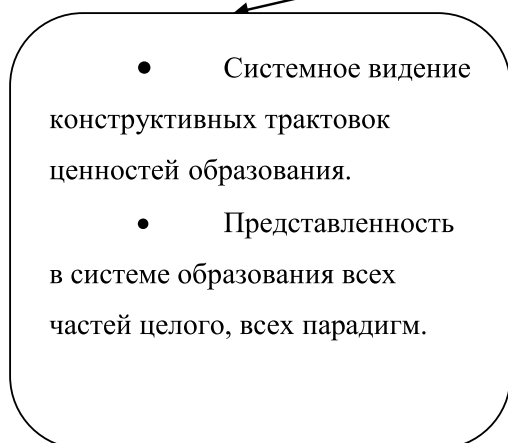 • Системное видение
конструктивных трактовок
ценностей образования.
• Представленность
в системе образования всех
частей целого, всех парадигм.